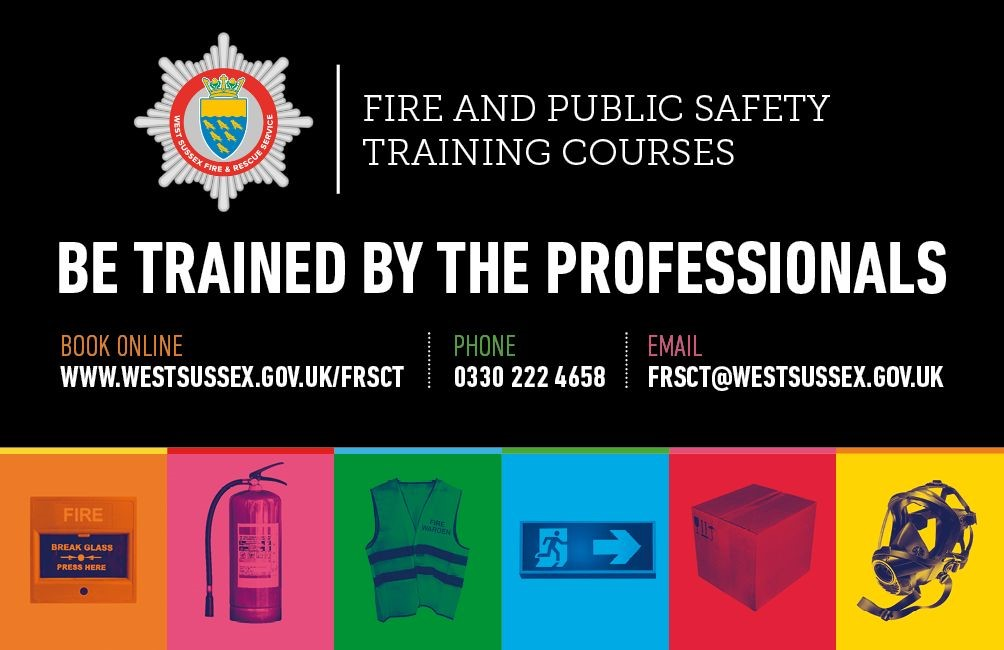 WEST SUSSEX FIRE & RESCUE SERVICE
FIRE AND PUBLIC SAFETY
TRAINING COURSES
BE TRAINED BY THE PROFESSIONALS
BOOK ONLINE
WWW.WESTSUSSEX.GOV.UK/FRSCT
PHONE
0330 222 4658
EMAIL
FRSCT@WESTSUSSEX.GOV.UK
FIRE
BREAK GLASS
PRESS HERE
FIRE
WARDEN